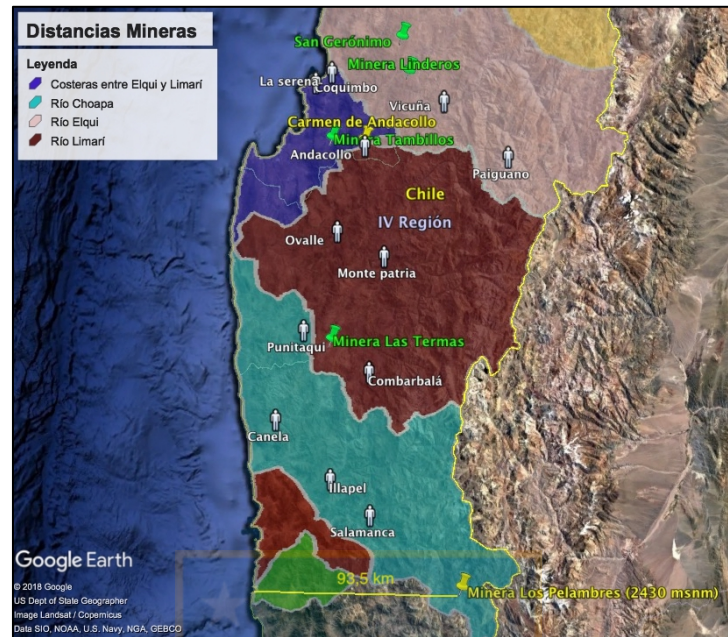 Distancias Mineras
Leyenda
Costeras entre Elqui y Limarí
Río Choapa
Río Elqui
Río Limarí
San Gerónimo
Minera Linderos
La serena
Coquimbo
Vicuña
Carmen de Andacollo
Minera Tambillos
Andacollo
Paiguano
Chile
IV Región
Ovalle
Monte patria
Punitaqui
Minera Las Termas
Combarbalá
Canela
Illapel
Salamanca
93,5 km
Minera Los Pelambres (2430 msnm)
Google Earth
© 2018 Google
US Dept of State Geographer
Image Landsat / Copernicus
Data SIO, NOAA, U.S. Navy, NGA, GEBCO